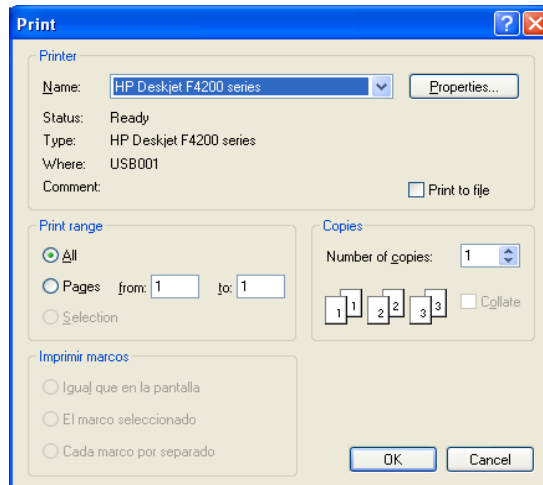 Print
Printer
Name: HP Deskjet F4200 series Properties...
Status: Ready
Type: HP Deskjet F4200 series
Where: USB001
Comment: Print to file
Print range
All
Pages from: 1 to: 1
Selection
Copies
Number of copies: 1
1 1 2 2 3 3 Collate
Imprimir marcos
Igual que en la pantalla
El marco seleccionado
Cada marco por separado
OK Cancel